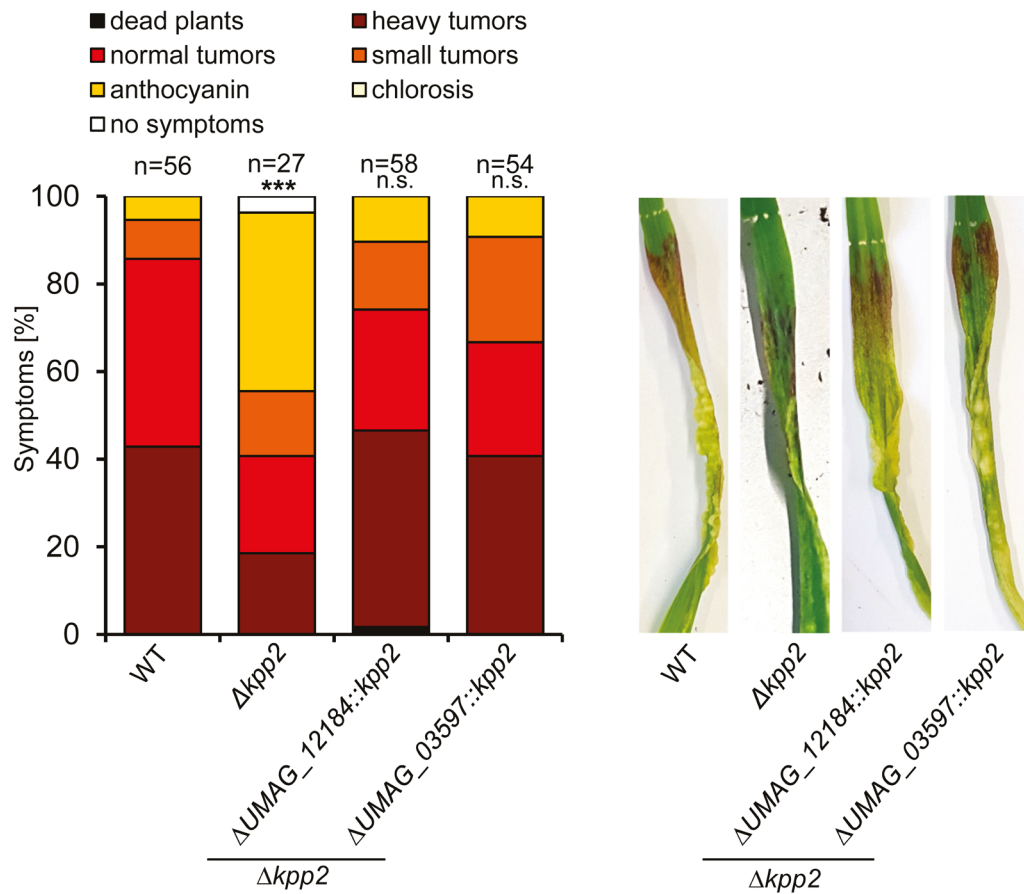 dead plants
heavy tumors
normal tumors
small tumors
anthocyanin
chlorosis
no symptoms
n=56
n=27
n=58
n=54
***
n.s.
n.s.
100
80
60
40
20
0
Symptoms [%]
WT
Δkpp2
ΔUMAG_12184::kpp2
ΔUMAG_03597::kpp2
Δkpp2
WT
Δkpp2
ΔUMAG_12184::kpp2
ΔUMAG_03597::kpp2
Δkpp2